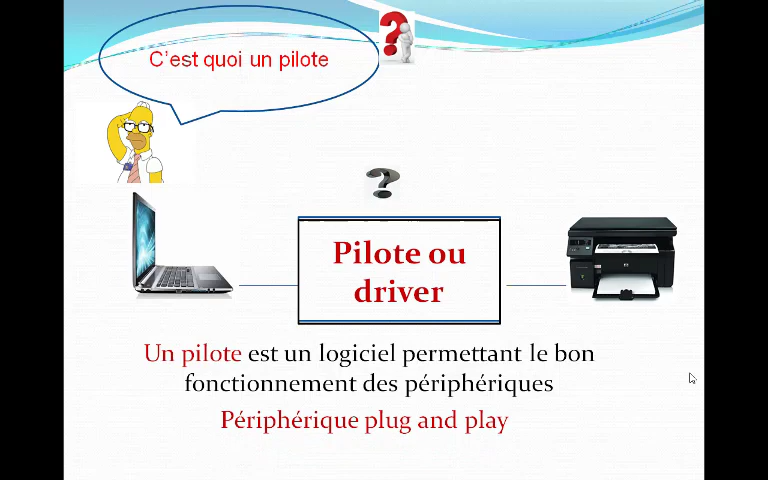 C'est quoi un pilote
Pilote ou
driver
Un pilote est un logiciel permettant le bon
fonctionnement des périphériques
Périphérique plug and play